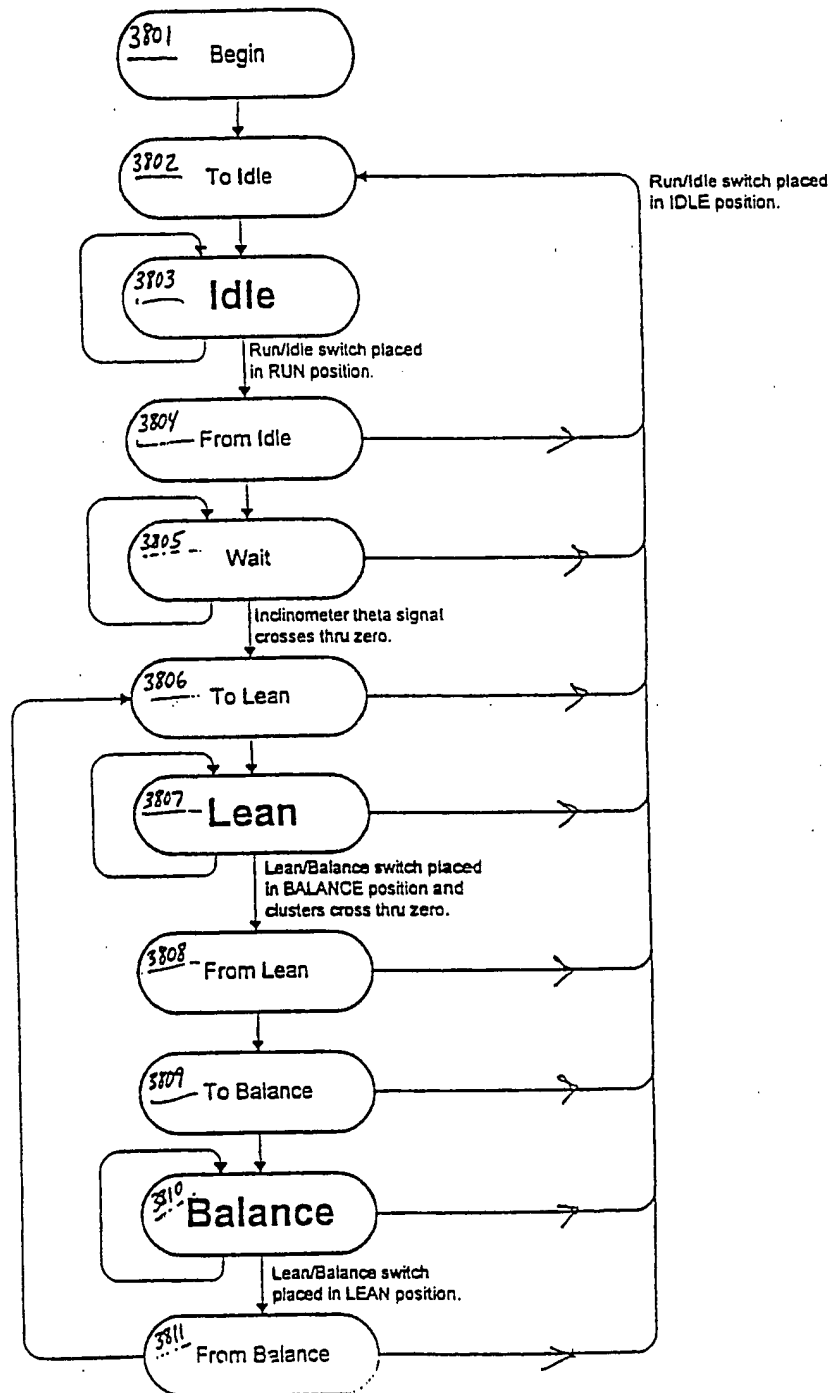 3801
Begin
3802
To Idle
Run/Idle switch placed
in IDLE position.
3803
Idle
Run/Idle switch placed
in RUN position.
3804
From Idle
3805
Wait
Inclinometer theta signal
crosses thru zero.
3806
To Lean
3807
Lean
Lean/Balance switch placed
in BALANCE position and
clusters cross thru zero.
3808
From Lean
3809
To Balance
3810
Balance
Lean/Balance switch
placed in LEAN position.
3811
From Balance